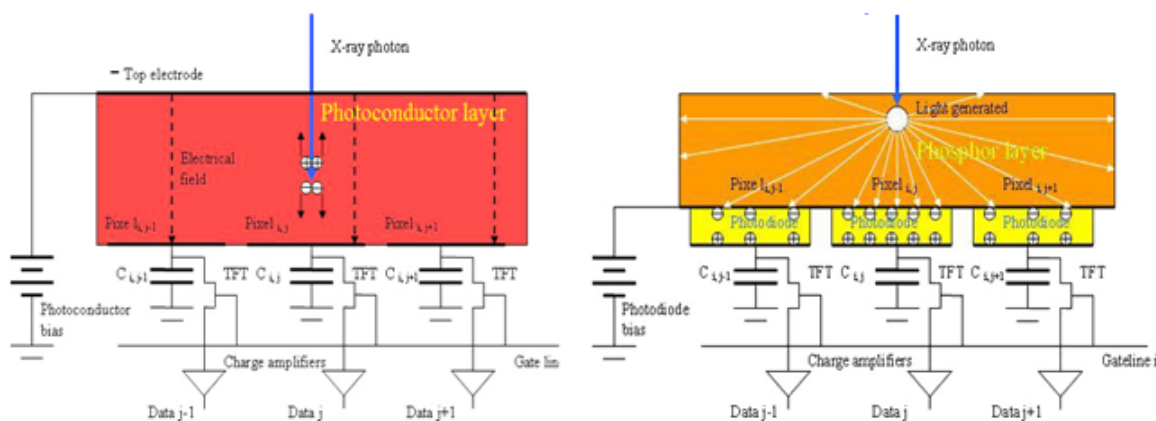 X-ray photon
– Top electrode
Photoconductor layer
Electrical
field
Pixe l i,j-1
Pixel i,j
Pixel i,j+1
C i,j-1
TFT
C i,j
TFT
C i,j+1
TFT
Photoconductor
bias
Charge amplifiers
Gate lin
Data j-1
Data j
Data j+1
X-ray photon
Light generated
Phosphor layer
Pixe l i,j-1
Pixel i,j
Pixel i,j+1
Photodiode
Photodiode
Photodiode
C i,j-1
TFT
C i,j
TFT
C i,j+1
TFT
Photodiode
bias
Charge amplifiers
Gateline i
Data j-1
Data j
Data j+1